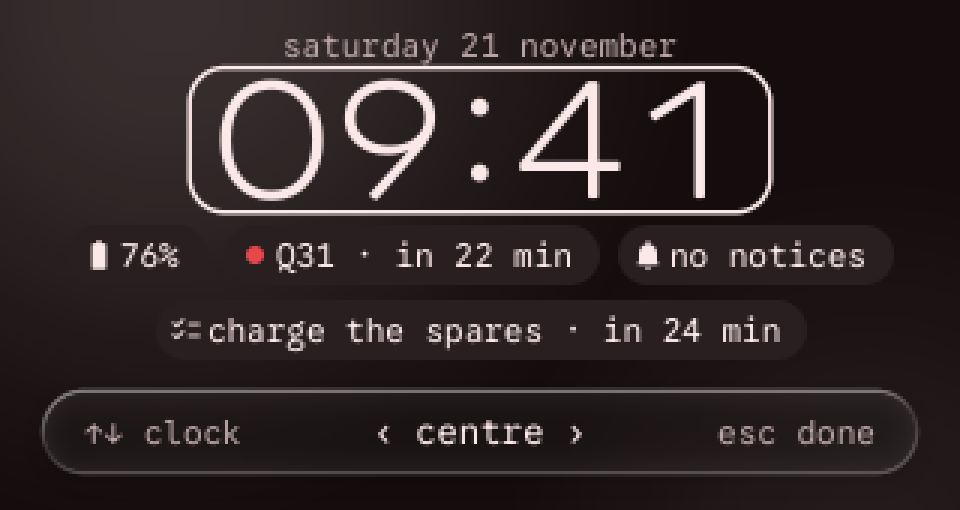 saturday 21 november
09:41
76% Q31 · in 22 min no notices
charge the spares · in 24 min
↑↓ clock ‹ centre › esc done